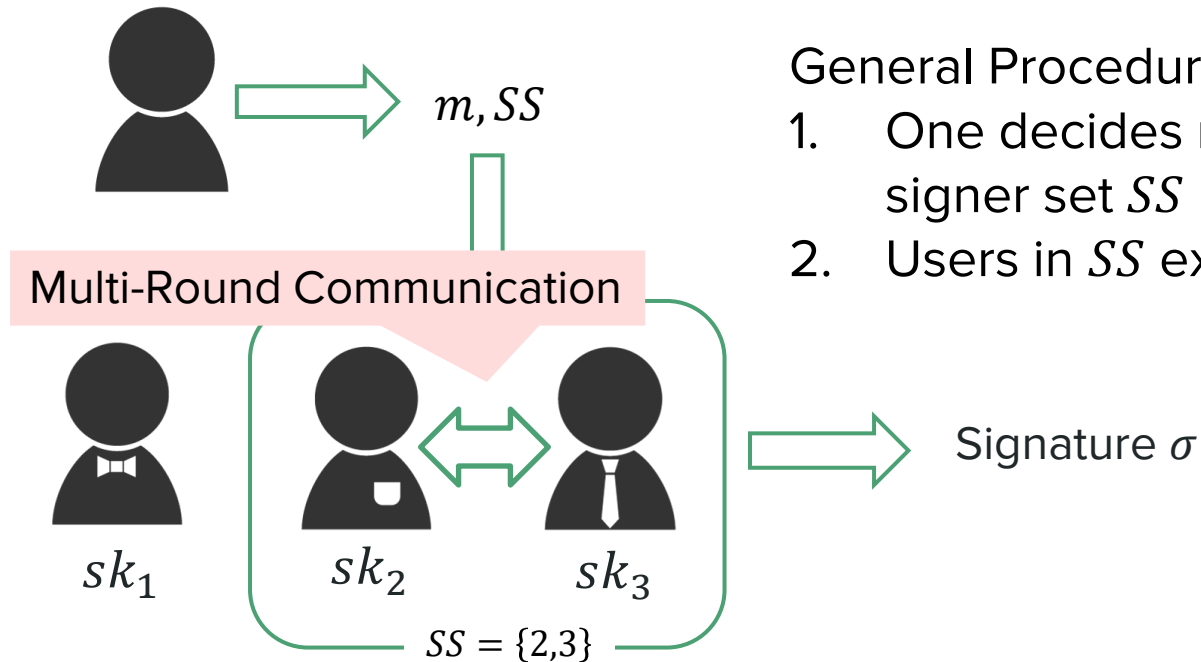 m, SS
General Procedur
1. One decides
signer set SS
2. Users in SS
Multi-Round Communication
Signature σ
sk₁
sk₂
sk₃
SS = {2,3}